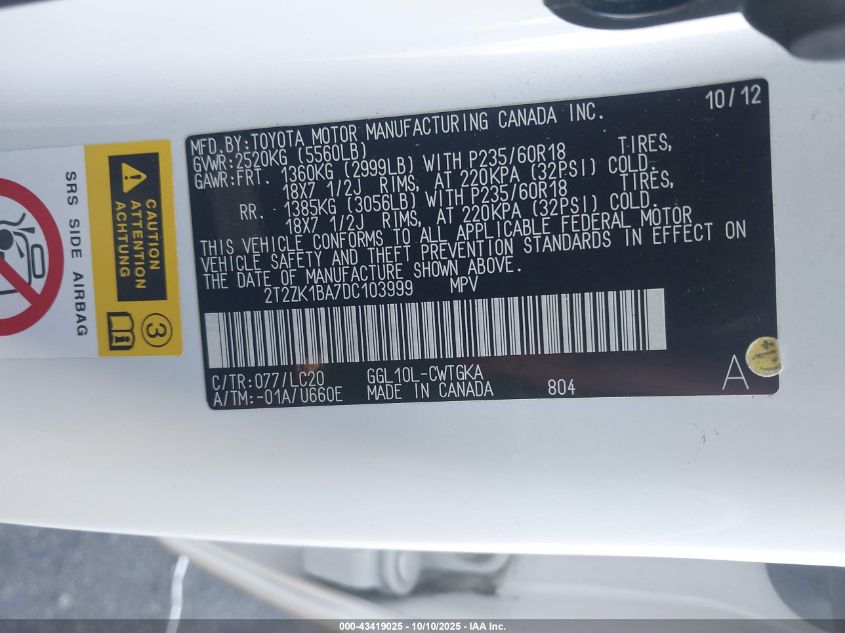 10/12
MFD.BY:TOYOTA MOTOR MANUFACTURING CANADA INC.
GVWR:2520KG (5560LB)
GAWR:FRT. 1360KG (2999LB) WITH P235/60R18 TIRES,
18X7 1/2J RIMS, AT 220KPA (32PSI) COLD.
RR. 1385KG (3056LB) WITH P235/60R18 TIRES,
18X7 1/2J RIMS, AT 220KPA (32PSI) COLD.
THIS VEHICLE CONFORMS TO ALL APPLICABLE FEDERAL MOTOR
VEHICLE SAFETY AND THEFT PREVENTION STANDARDS IN EFFECT ON
THE DATE OF MANUFACTURE SHOWN ABOVE.
2T2ZK1BA7DC103999 MPV
C/TR:077/LC20 GGL10L-CWTGKA
A/TM:-01A/U660E MADE IN CANADA 804
A
CAUTION
ATTENTION
ACHTUNG
3
SRS SIDE AIRBAG
000-43419025 - 10/10/2025 - IAA Inc.